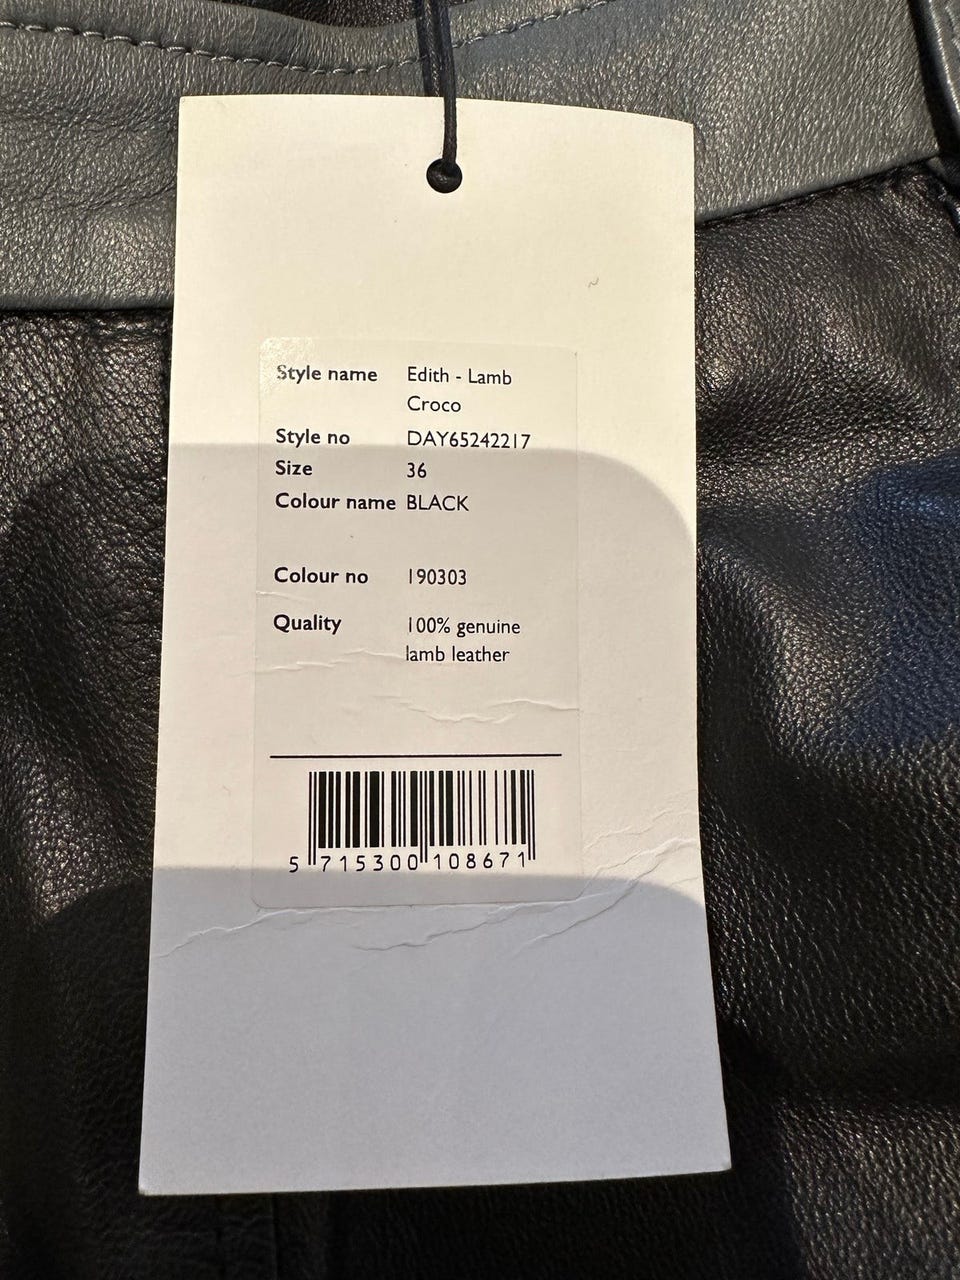 Style name Edith - Lamb
Croco
Style no DAY65242217
Size 36
Colour name BLACK
Colour no 190303
Quality 100% genuine
lamb leather
5 715300 108671